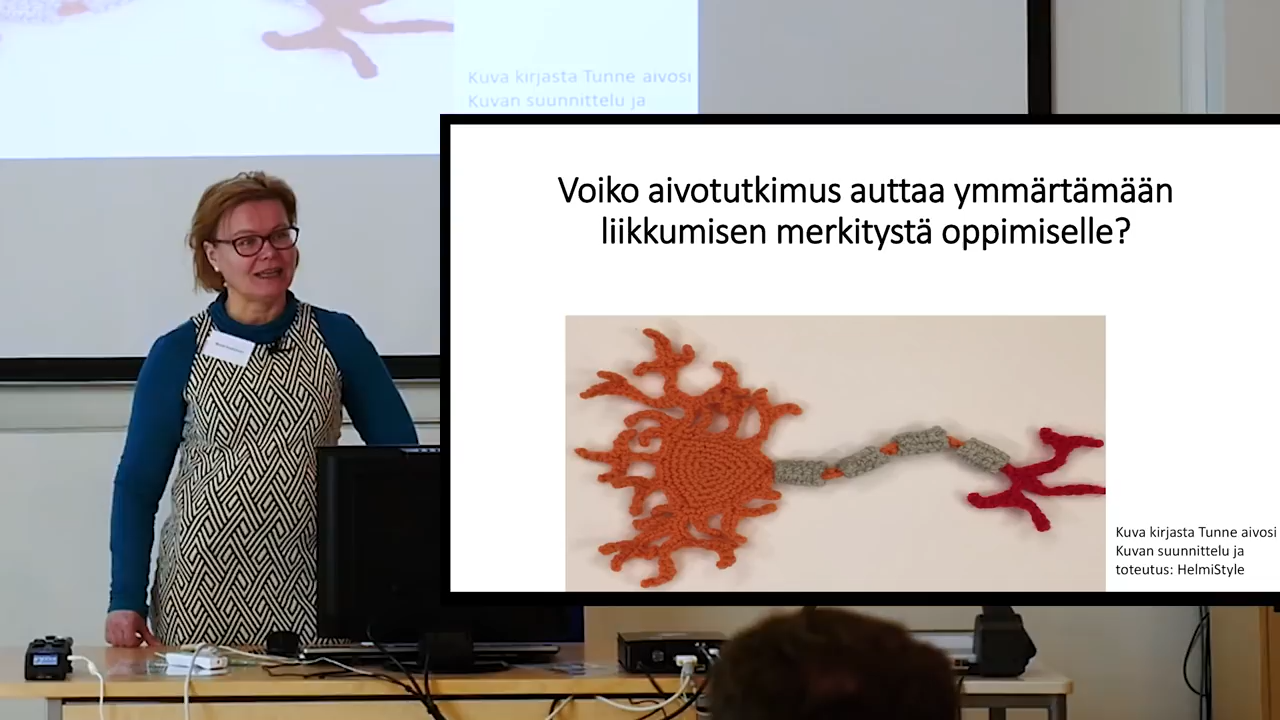 Kuva kirjasta Tunne aivosi
Kuvan suunnittelu ja
Voiko aivotutkimus auttaa ymmärtämään
liikkumisen merkitystä oppimiselle?
Kuva kirjasta Tunne aivosi
Kuvan suunnittelu ja
toteutus: HelmiStyle